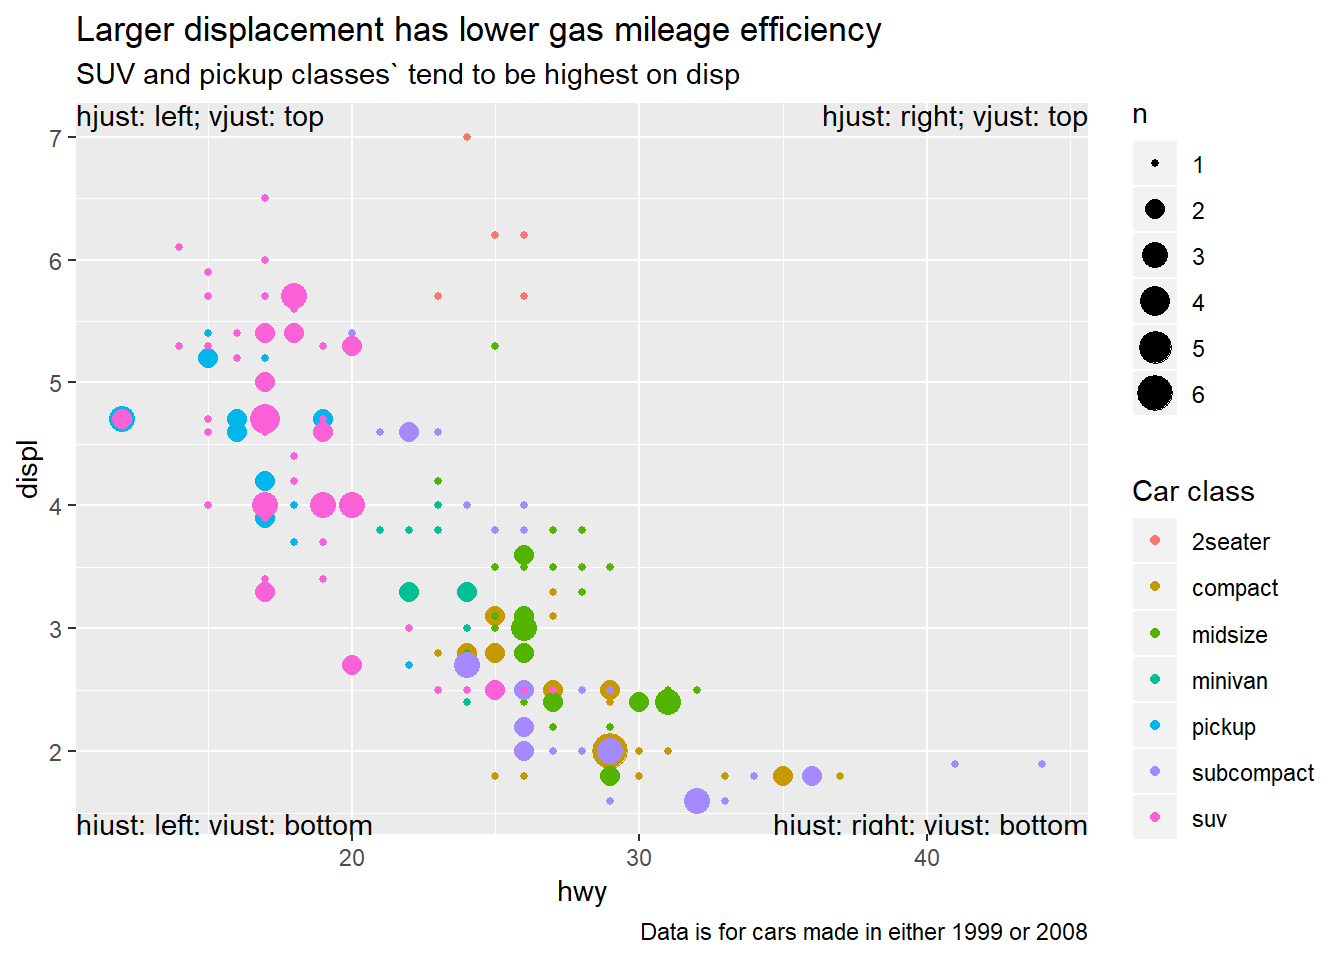 Larger displacement has lower gas mileage efficiency
SUV and pickup classes` tend to be highest on disp
hjust: left; vjust: top
hjust: right; vjust: top
7
6
5
4
3
2
displ
hjust: left; vjust: bottom
hjust: right; vjust: bottom
20
30
40
hwy
Data is for cars made in either 1999 or 2008
n
1
2
3
4
5
6
Car class
2seater
compact
midsize
minivan
pickup
subcompact
suv